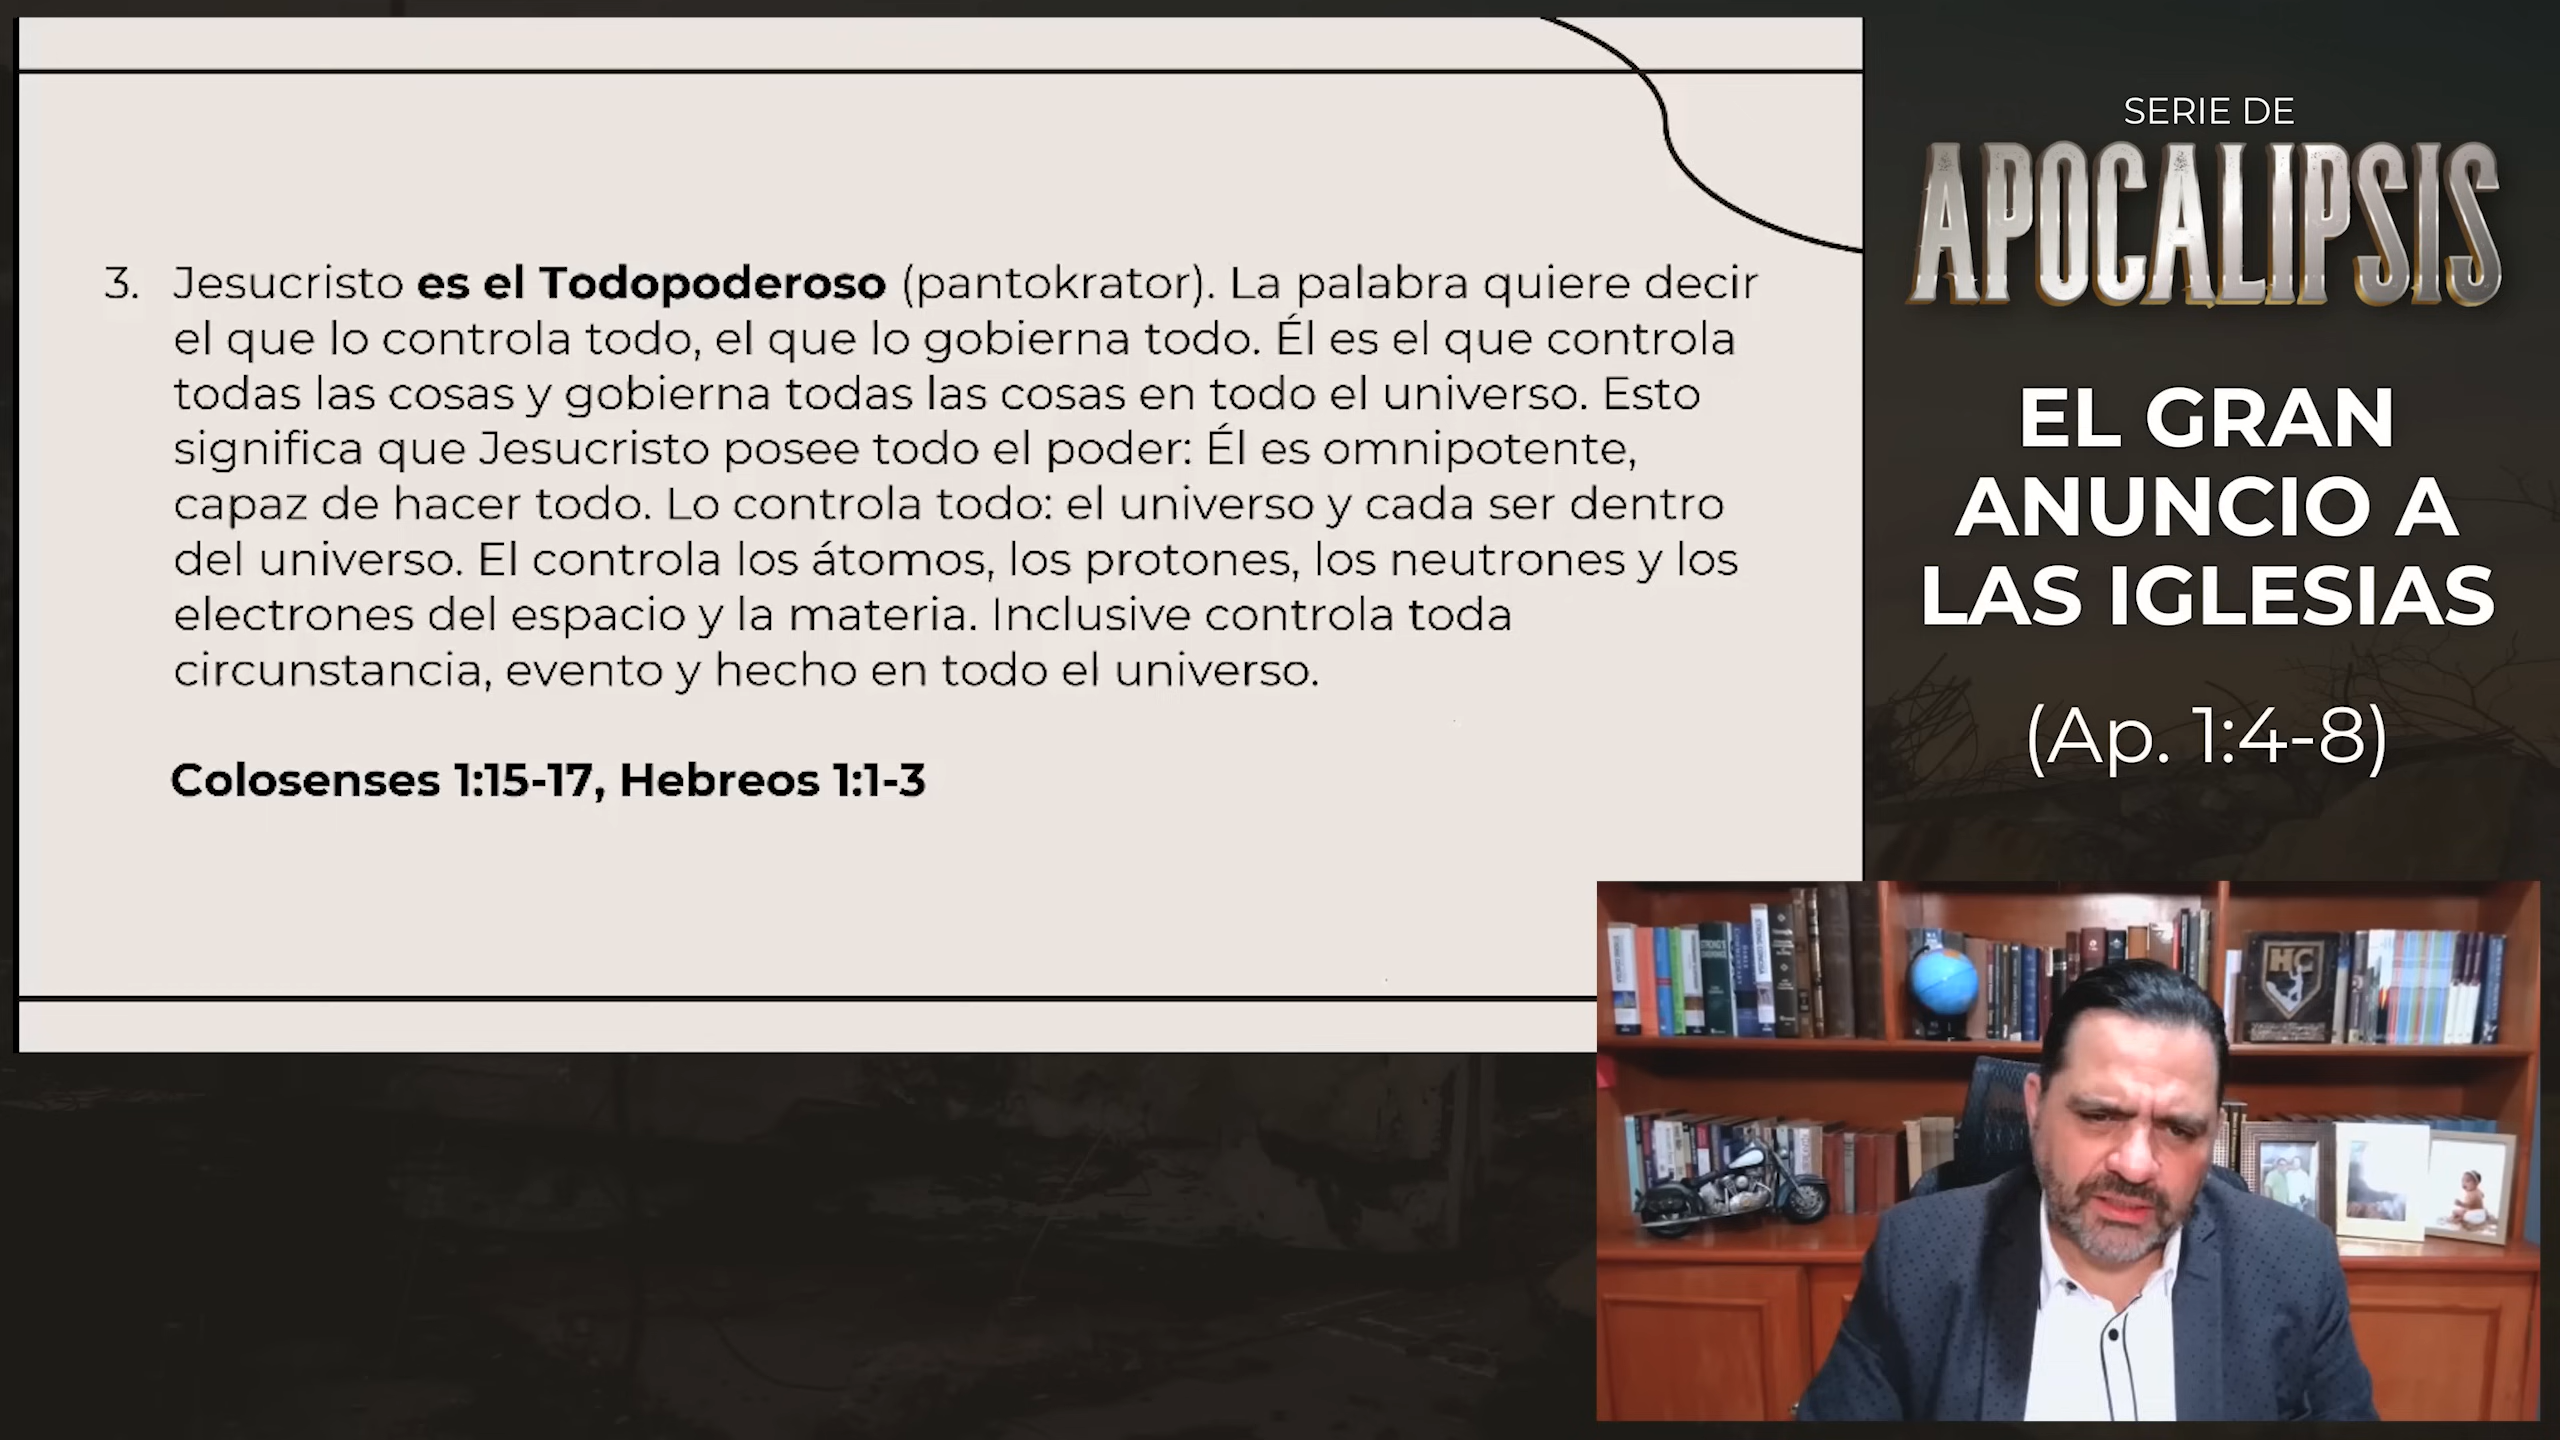 3. Jesucristo es el Todopoderoso (pantokrator). La palabra quiere decir
el que lo controla todo, el que lo gobierna todo. Él es el que controla
todas las cosas y gobierna todas las cosas en todo el universo. Esto
significa que Jesucristo posee todo el poder: Él es omnipotente,
capaz de hacer todo. Lo controla todo: el universo y cada ser dentro
del universo. El controla los átomos, los protones, los neutrones y los
electrones del espacio y la materia. Inclusive controla toda
circunstancia, evento y hecho en todo el universo.
Colosenses 1:15-17, Hebreos 1:1-3
SERIE DE
APOCALIPSIS
EL GRAN
ANUNCIO A
LAS IGLESIAS
(Ap. 1:4-8)
HC